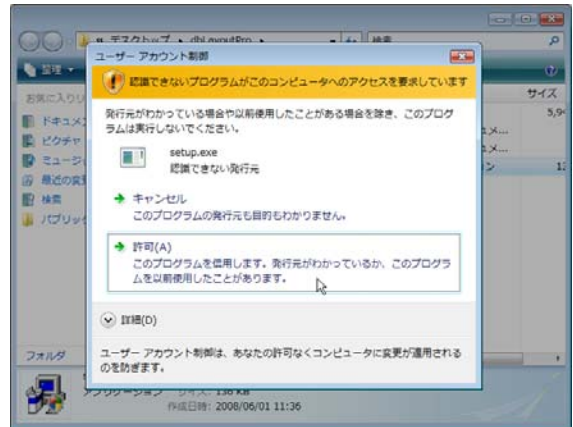 デスクトップ ▸ dbLayoutPro ▸
検索
ユーザー アカウント制御
整理
認識できないプログラムがこのコンピュータへのアクセスを要求しています
お気に入り
サイズ
発行元がわかっている場合や以前使用したことがある場合を除き、このプログラムは実行しないでください。
ドキュメ
ピクチャ
ミュージ
最近の変
検索
パブリック
setup.exe
認識できない発行元
キャンセル
このプログラムの発行元も目的もわかりません。
許可(A)
このプログラムを信用します。発行元がわかっているか、このプログラムを以前使用したことがあります。
詳細(D)
フォルダ
ユーザー アカウント制御は、あなたの許可なくコンピュータに変更が適用されるのを防ぎます。
アプリケーション サイズ: 136 KB
作成日時: 2008/06/01 11:36